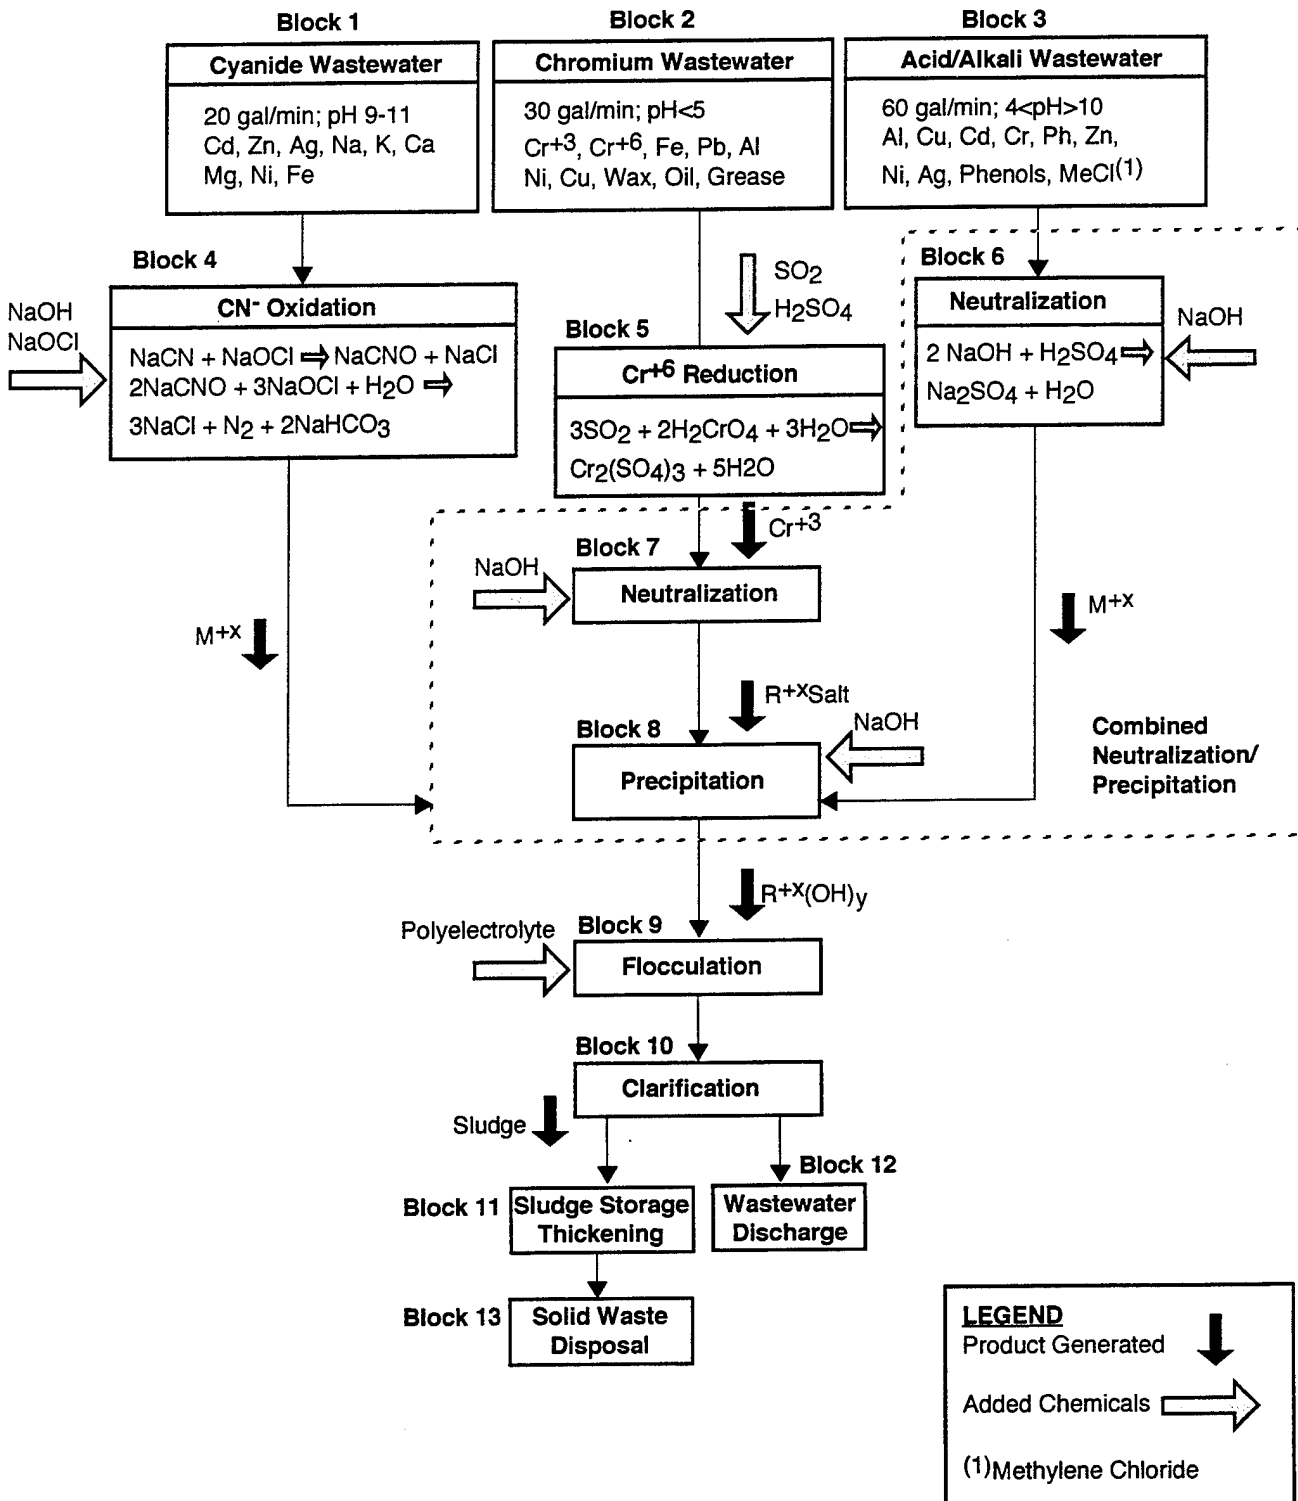 Block 1
Cyanide Wastewater
20 gal/min; pH 9-11
Cd, Zn, Ag, Na, K, Ca
Mg, Ni, Fe
Block 2
Chromium Wastewater
30 gal/min; pH<5
Cr+3, Cr+6, Fe, Pb, Al
Ni, Cu, Wax, Oil, Grease
Block 3
Acid/Alkali Wastewater
60 gal/min; 4<pH>10
Al, Cu, Cd, Cr, Ph, Zn,
Ni, Ag, Phenols, MeCl(1)
Block 4
NaOH
NaOCl
CN- Oxidation
NaCN + NaOCl ⇨ NaCNO + NaCl
2NaCNO + 3NaOCl + H2O ⇨
3NaCl + N2 + 2NaHCO3
SO2
H2SO4
Block 5
Cr+6 Reduction
3SO2 + 2H2CrO4 + 3H2O ⇨
Cr2(SO4)3 + 5H2O
Block 6
Neutralization
2 NaOH + H2SO4 ⇨
Na2SO4 + H2O
NaOH
Cr+3
Block 7
NaOH
Neutralization
M+x
M+x
R+xSalt
Block 8
NaOH
Precipitation
Combined
Neutralization/
Precipitation
R+x(OH)y
Block 9
Polyelectrolyte
Flocculation
Block 10
Clarification
Sludge
Block 11
Sludge Storage
Thickening
Block 12
Wastewater
Discharge
Block 13
Solid Waste
Disposal
LEGEND
Product Generated
Added Chemicals
(1)Methylene Chloride